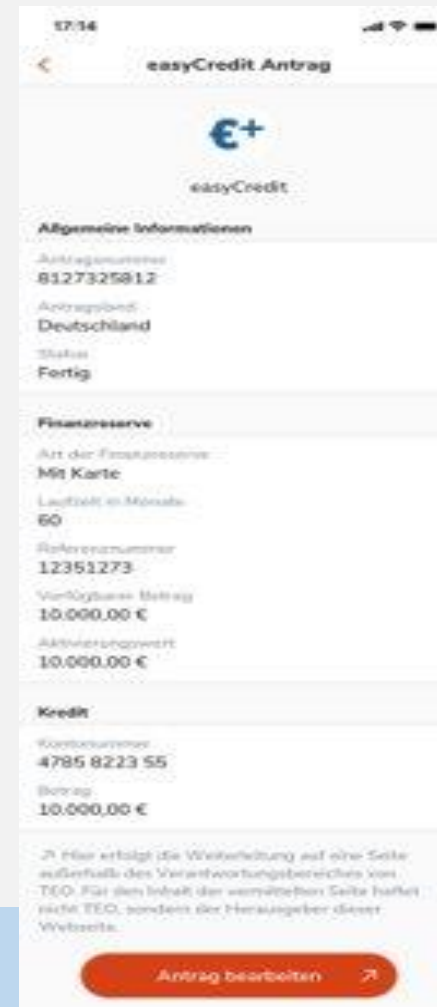 17:14
easyCredit Antrag
€+
easyCredit
Allgemeine Informationen
Antragsnummer
8127325812
Antragsland
Deutschland
Status
Fertig
Finanzreserve
Art der Finanzreserve
Mit Karte
Laufzeit in Monate
60
Referenznummer
12351273
Verfügbarer Betrag
10.000,00 €
Aktivierungswert
10.000,00 €
Kredit
Kontonummer
4785 8223 55
Betrag
10.000,00 €
↗ Hier erfolgt die Weiterleitung auf eine Seite
außerhalb des Verantwortungsbereiches von
TEO. Für den Inhalt der vermittelten Seite haftet
nicht TEO, sondern der Herausgeber dieser
Webseite.
Antrag bearbeiten ↗